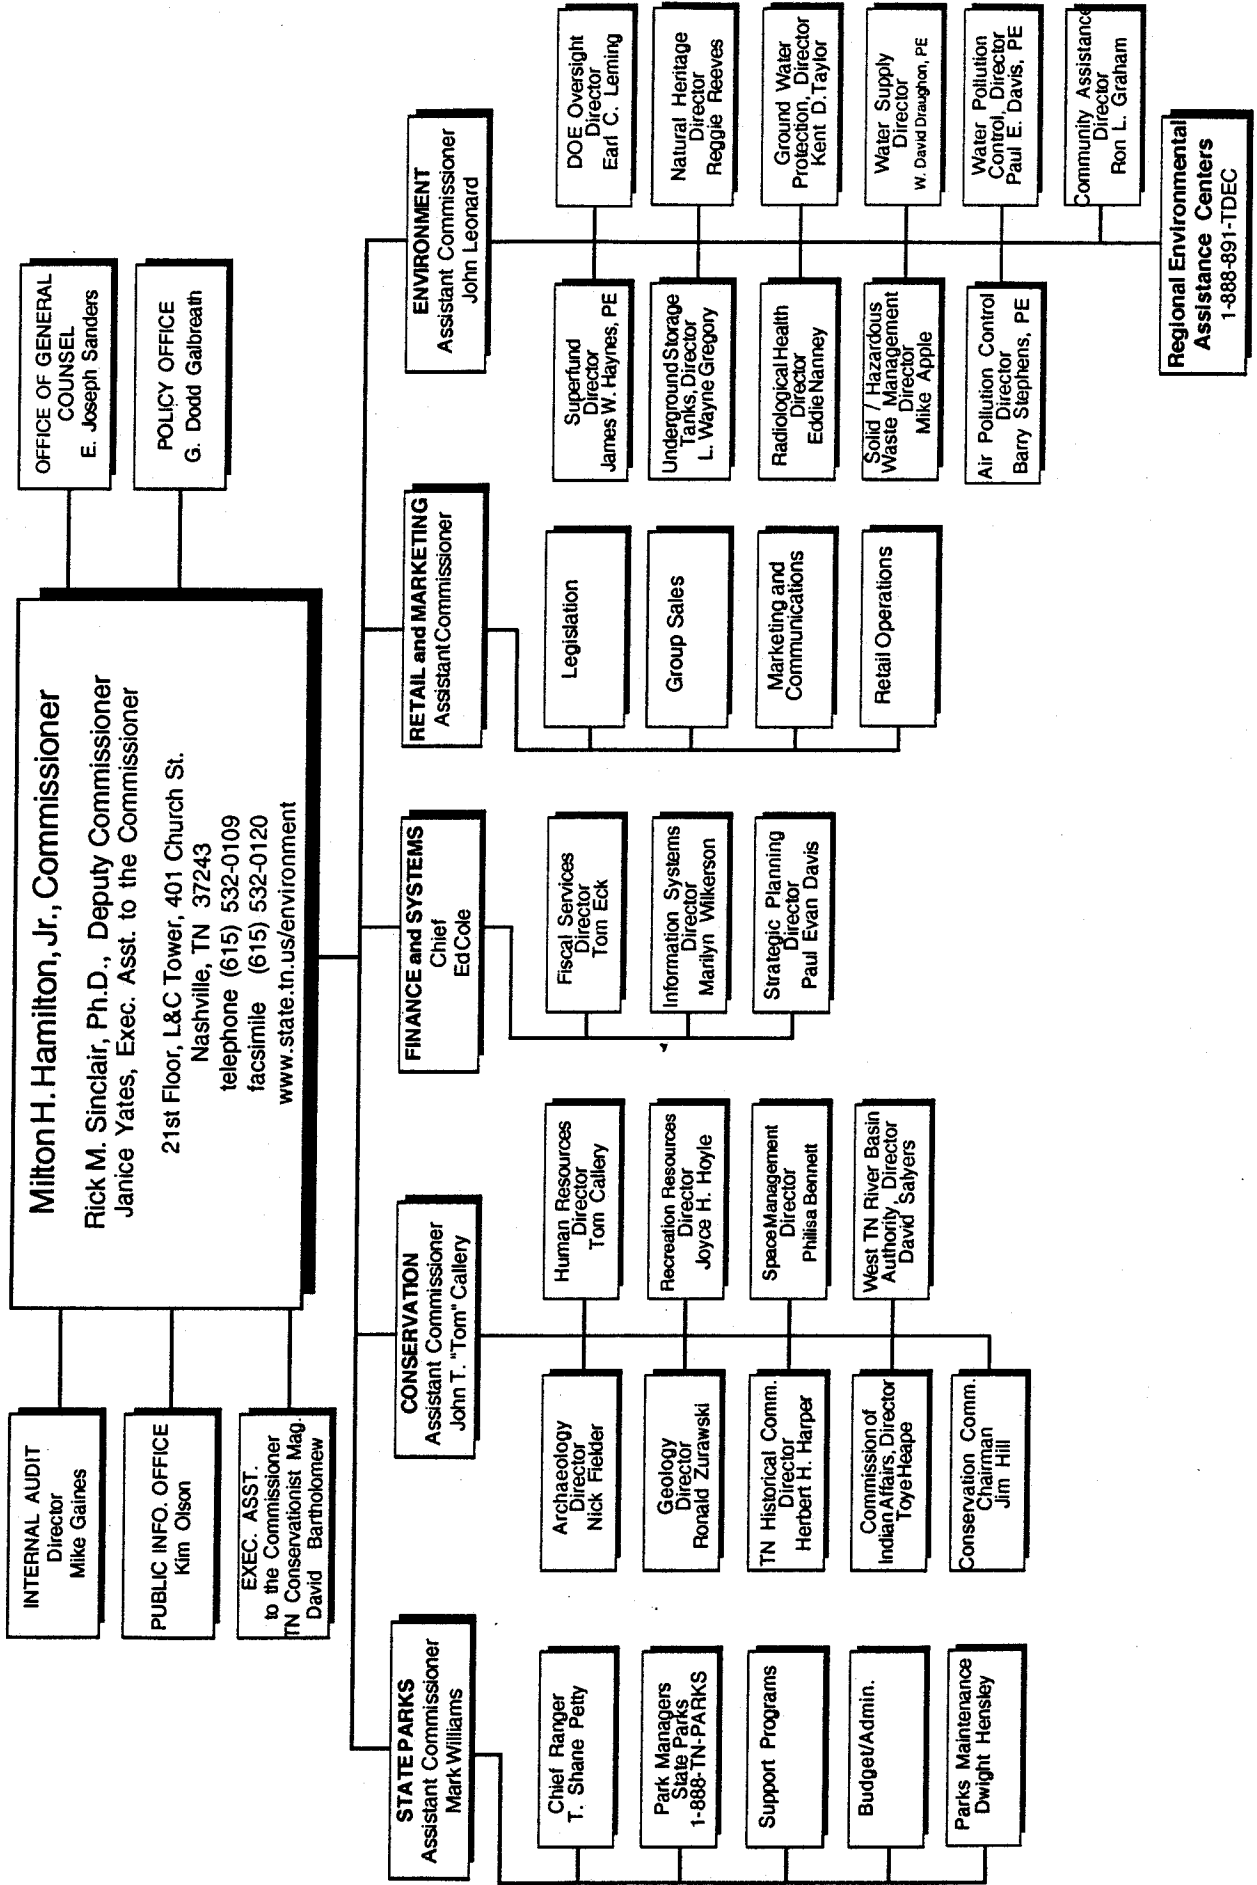 INTERNAL AUDIT
Director
Mike Gaines
PUBLIC INFO. OFFICE
Kim Olson
EXEC. ASST.
to the Commissioner
TN Conservationist Mag.
David Bartholomew
Milton H. Hamilton, Jr., Commissioner
Rick M. Sinclair, Ph.D., Deputy Commissioner
Janice Yates, Exec. Asst. to the Commissioner
21st Floor, L&C Tower, 401 Church St.
Nashville, TN 37243
telephone (615) 532-0109
facsimile (615) 532-0120
www.state.tn.us/environment
OFFICE OF GENERAL
COUNSEL
E. Joseph Sanders
POLICY OFFICE
G. Dodd Galbreath
STATE PARKS
Assistant Commissioner
Mark Williams
Chief Ranger
T. Shane Petty
Park Managers
State Parks
1-888-TN-PARKS
Support Programs
Budget/Admin.
Parks Maintenance
Dwight Hensley
CONSERVATION
Assistant Commissioner
John T. "Tom" Callery
Archaeology
Director
Nick Fielder
Human Resources
Director
Tom Callery
Geology
Director
Ronald Zurawski
Recreation Resources
Director
Joyce H. Hoyle
TN Historical Comm.
Director
Herbert H. Harper
Space Management
Director
Philisa Bennett
Commission of
Indian Affairs, Director
Toye Heape
West TN River Basin
Authority, Director
David Salyers
Conservation Comm.
Chairman
Jim Hill
FINANCE and SYSTEMS
Chief
Ed Cole
Fiscal Services
Director
Tom Eck
Information Systems
Director
Marilyn Wilkerson
Strategic Planning
Director
Paul Evan Davis
RETAIL and MARKETING
Assistant Commissioner
Legislation
Group Sales
Marketing and
Communications
Retail Operations
ENVIRONMENT
Assistant Commissioner
John Leonard
Superfund
Director
James W. Haynes, PE
DOE Oversight
Director
Earl C. Leming
Underground Storage
Tanks, Director
L. Wayne Gregory
Natural Heritage
Director
Reggie Reeves
Radiological Health
Director
Eddie Nanney
Ground Water
Protection, Director
Kent D. Taylor
Solid / Hazardous
Waste Management
Director
Mike Apple
Water Supply
Director
W. David Draughon, PE
Air Pollution Control
Director
Barry Stephens, PE
Water Pollution
Control, Director
Paul E. Davis, PE
Community Assistance
Director
Ron L. Graham
Regional Environmental
Assistance Centers
1-888-891-TDEC